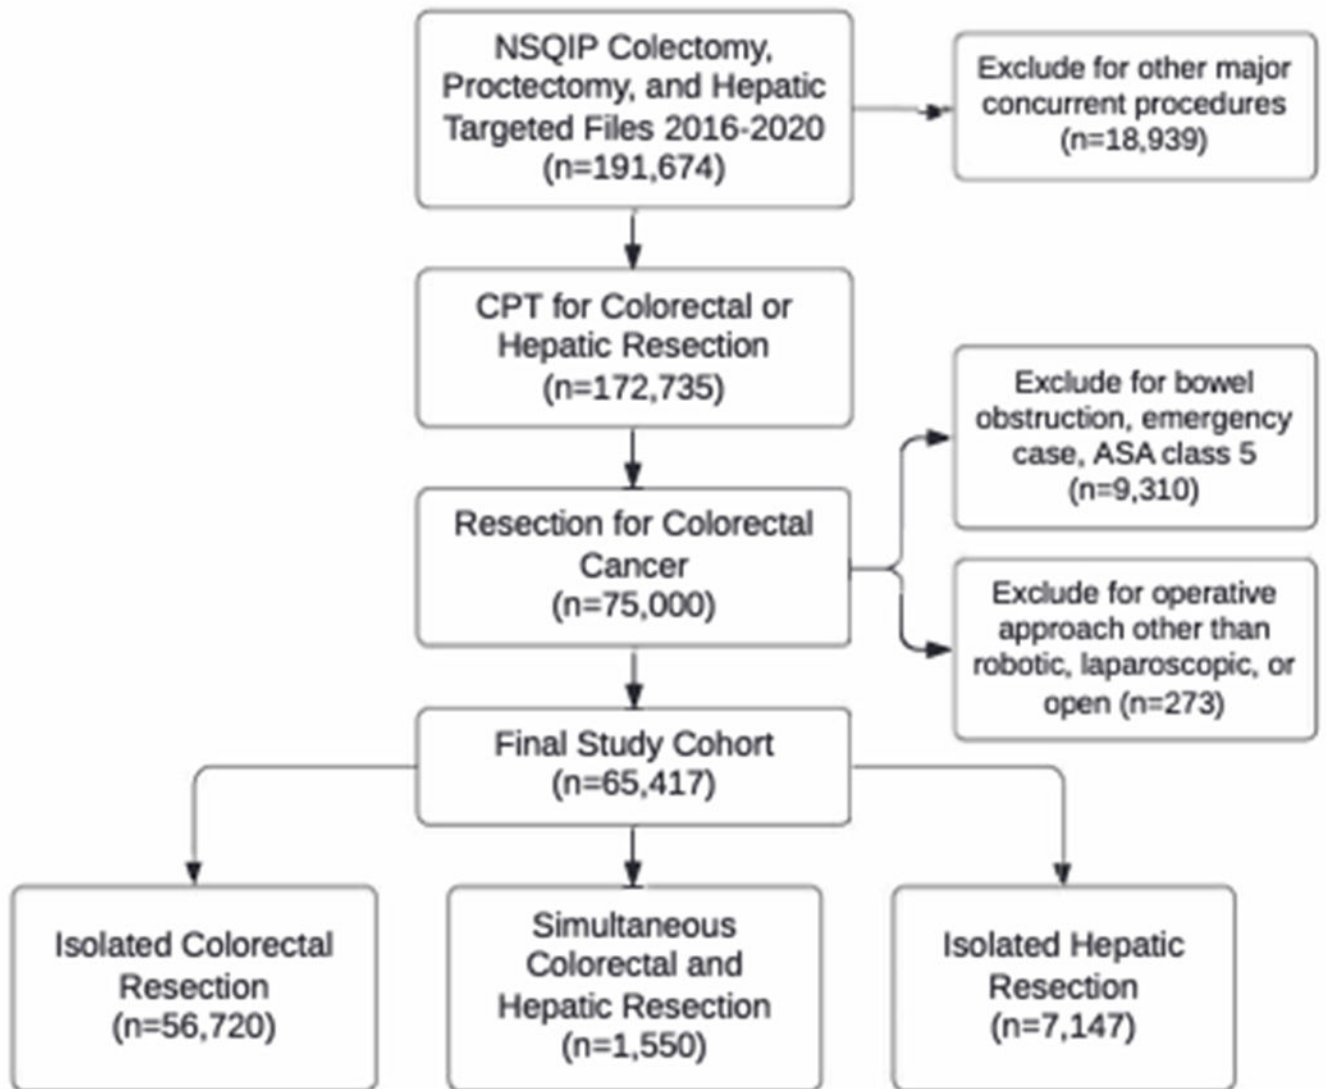 NSQIP Colectomy,
Proctectomy, and Hepatic
Targeted Files 2016-2020
(n=191,674)
Exclude for other major
concurrent procedures
(n=18,939)
CPT for Colorectal or
Hepatic Resection
(n=172,735)
Exclude for bowel
obstruction, emergency
case, ASA class 5
(n=9,310)
Resection for Colorectal
Cancer
(n=75,000)
Exclude for operative
approach other than
robotic, laparoscopic, or
open (n=273)
Final Study Cohort
(n=65,417)
Isolated Colorectal
Resection
(n=56,720)
Simultaneous
Colorectal and
Hepatic Resection
(n=1,550)
Isolated Hepatic
Resection
(n=7,147)